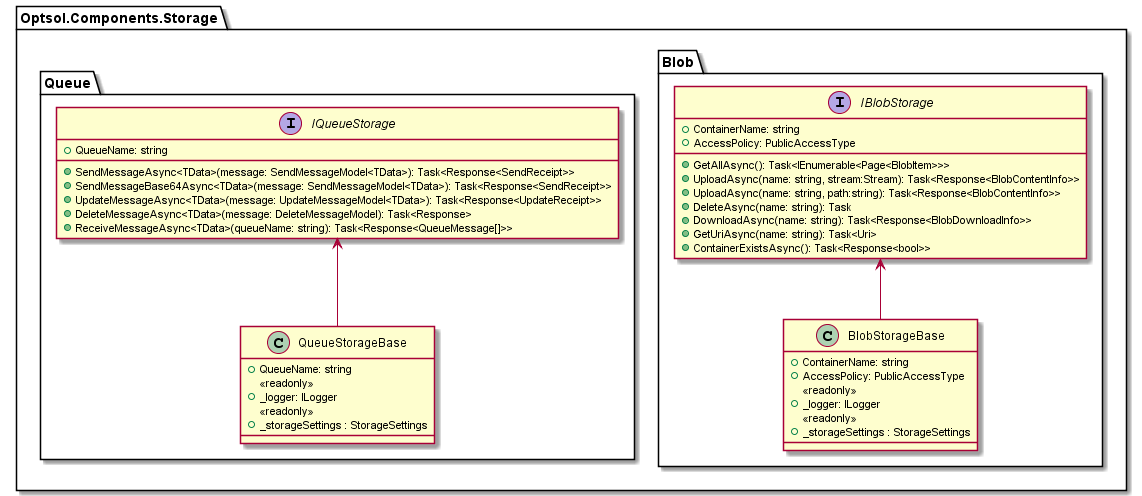 Optsol.Components.Storage
Queue
I IQueueStorage
QueueName: string
SendMessageAsync<TData>(message: SendMessageModel<TData>): Task<Response<SendReceipt>>
SendMessageBase64Async<TData>(message: SendMessageModel<TData>): Task<Response<SendReceipt>>
UpdateMessageAsync<TData>(message: UpdateMessageModel<TData>): Task<Response<UpdateReceipt>>
DeleteMessageAsync<TData>(message: DeleteMessageModel): Task<Response>
ReceiveMessageAsync<TData>(queueName: string): Task<Response<QueueMessage[]>>
C QueueStorageBase
QueueName: string
«readonly»
_logger: ILogger
«readonly»
_storageSettings : StorageSettings
Blob
I IBlobStorage
ContainerName: string
AccessPolicy: PublicAccessType
GetAllAsync(): Task<IEnumerable<Page<BlobItem>>>
UploadAsync(name: string, stream:Stream): Task<Response<BlobContentInfo>>
UploadAsync(name: string, path:string): Task<Response<BlobContentInfo>>
DeleteAsync(name: string): Task
DownloadAsync(name: string): Task<Response<BlobDownloadInfo>>
GetUriAsync(name: string): Task<Uri>
ContainerExistsAsync(): Task<Response<bool>>
C BlobStorageBase
ContainerName: string
AccessPolicy: PublicAccessType
«readonly»
_logger: ILogger
«readonly»
_storageSettings : StorageSettings